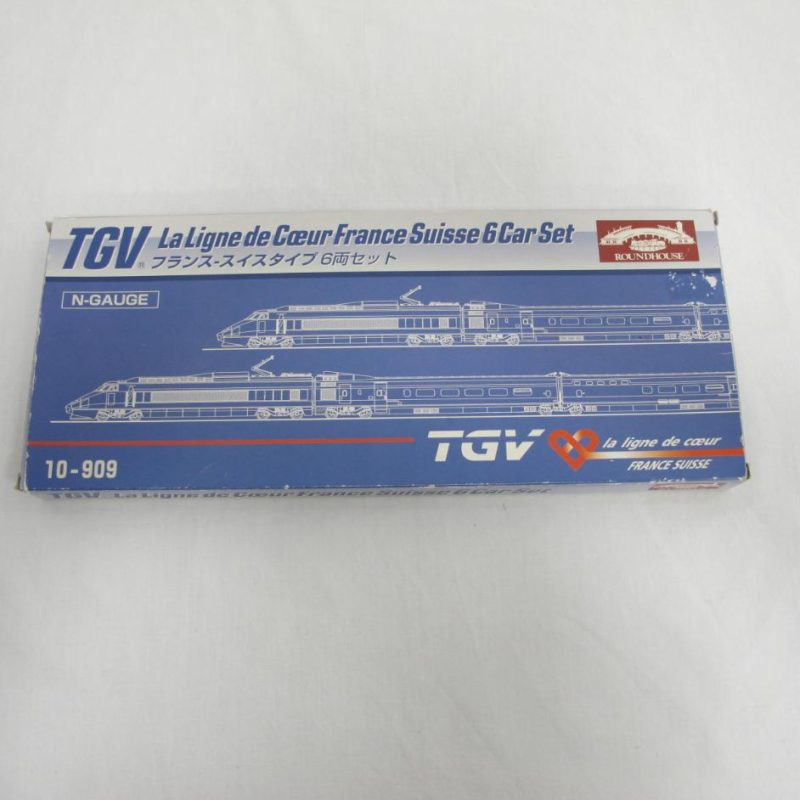 TGV® La Ligne de Cœur France Suisse 6 Car Set
フランス-スイスタイプ 6両セット
ROUNDHOUSE
N-GAUGE
TGV la ligne de cœur
FRANCE SUISSE
10-909
TGV La Ligne de Cœur France Suisse 6 Car Set